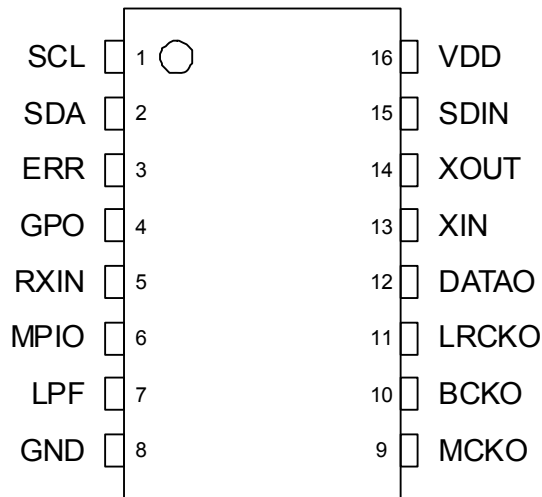 SCL 1 16 VDD
SDA 2 15 SDIN
ERR 3 14 XOUT
GPO 4 13 XIN
RXIN 5 12 DATAO
MPIO 6 11 LRCKO
LPF 7 10 BCKO
GND 8 9 MCKO